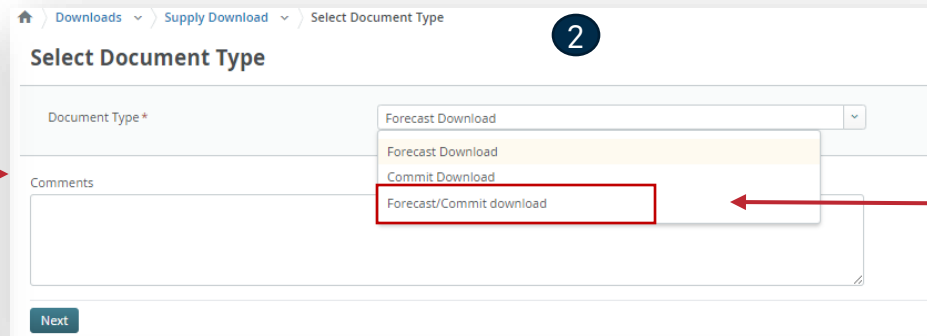 Downloads Supply Download Select Document Type
2
Select Document Type
Document Type * Forecast Download
Forecast Download
Commit Download
Forecast/Commit download
Comments
Next